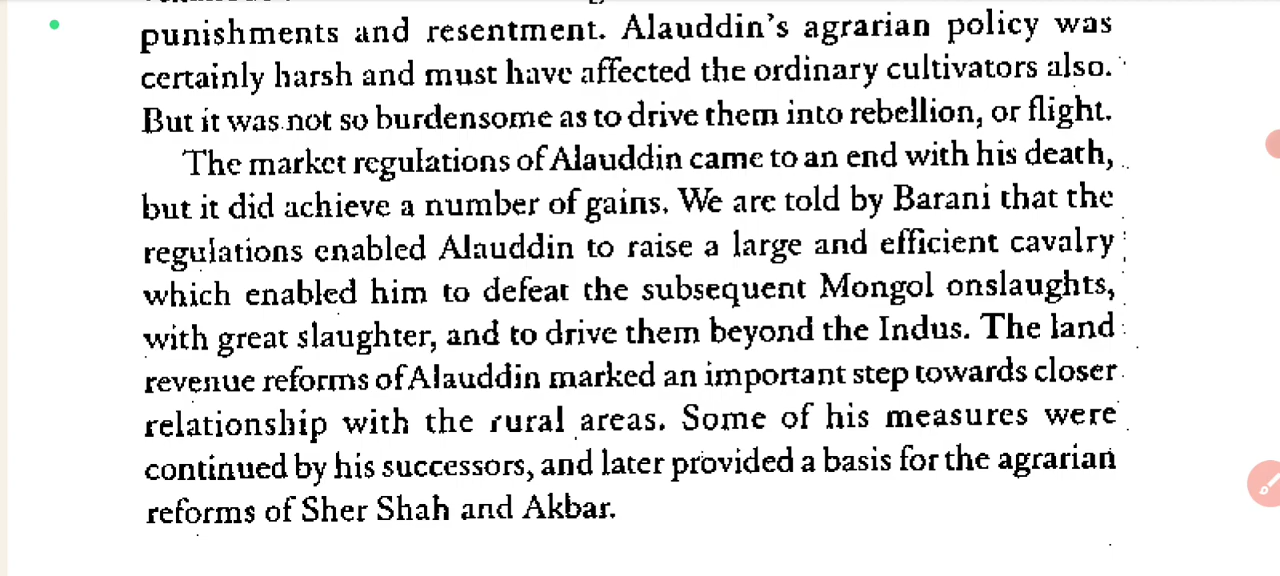 punishments and resentment. Alauddin's agrarian policy was
certainly harsh and must have affected the ordinary cultivators also.
But it was not so burdensome as to drive them into rebellion, or flight.
The market regulations of Alauddin came to an end with his death,
but it did achieve a number of gains. We are told by Barani that the
regulations enabled Alauddin to raise a large and efficient cavalry
which enabled him to defeat the subsequent Mongol onslaughts,
with great slaughter, and to drive them beyond the Indus. The land
revenue reforms of Alauddin marked an important step towards closer
relationship with the rural areas. Some of his measures were
continued by his successors, and later provided a basis for the agrarian
reforms of Sher Shah and Akbar.